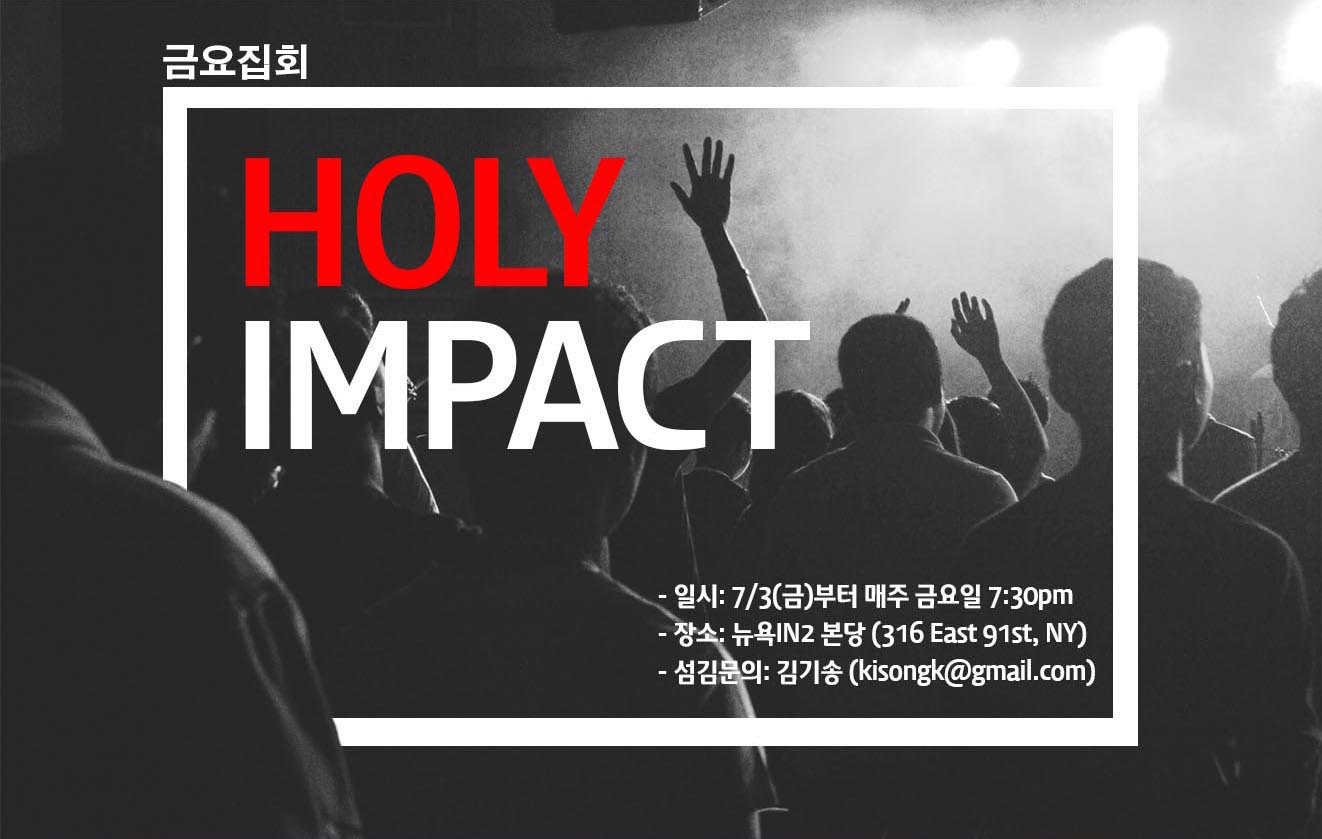 금요집회
HOLY
IMPACT
- 일시: 7/3(금)부터 매주 금요일 7:30pm
- 장소: 뉴욕IN2 본당 (316 East 91st, NY)
- 섬김문의: 김기송 (kisongk@gmail.com)